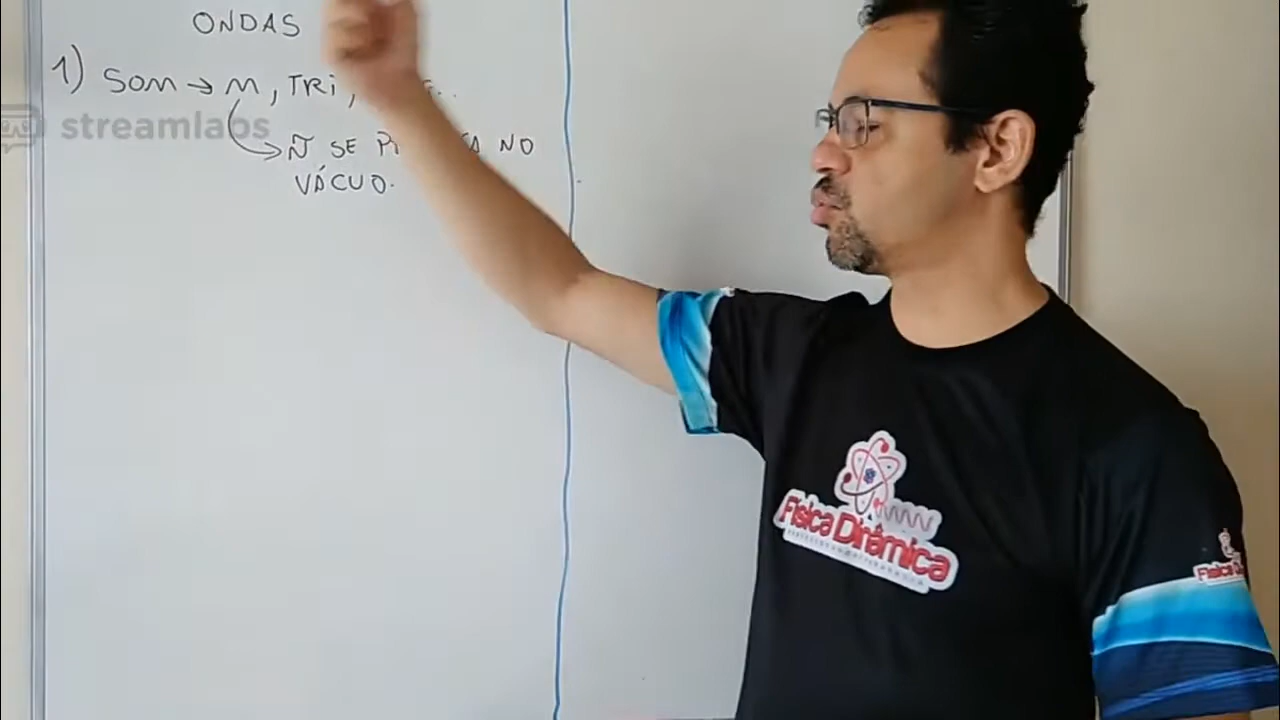 ONDAS
1) SOM → M, TRI,
streamlabs
Ñ SE NO
VÁCUO.
Física Dinâmica